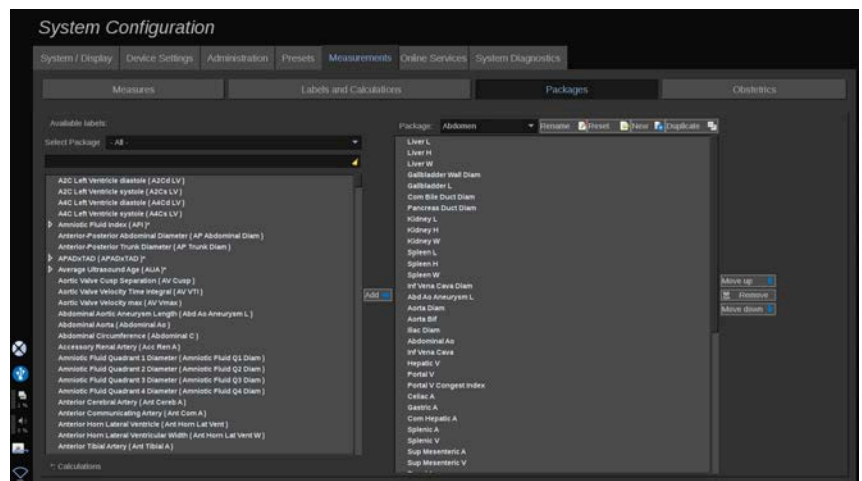 System Configuration
System / Display Device Settings Administration Presets Measurements Online Services System Diagnostics
Measures Labels and Calculations Packages Obstetrics
Available labels:
Select Package - All -
A2C Left Ventricle diastole ( A2Cd LV )
A2C Left Ventricle systole ( A2Cs LV )
A4C Left Ventricle diastole ( A4Cd LV )
A4C Left Ventricle systole ( A4Cs LV )
Amniotic Fluid Index ( AFI )*
Anterior-Posterior Abdominal Diameter ( AP Abdominal Diam )
Anterior-Posterior Trunk Diameter ( AP Trunk Diam )
APADxTAD ( APADxTAD )*
Average Ultrasound Age ( AUA )*
Aortic Valve Cusp Separation ( AV Cusp )
Aortic Valve Velocity Time Integral ( AV VTI )
Aortic Valve Velocity max ( AV Vmax )
Abdominal Aortic Aneurysm Length ( Abd Ao Aneurysm L )
Abdominal Aorta ( Abdominal Ao )
Abdominal Circumference ( Abdominal C )
Accessory Renal Artery ( Acc Ren A )
Amniotic Fluid Quadrant 1 Diameter ( Amniotic Fluid Q1 Diam )
Amniotic Fluid Quadrant 2 Diameter ( Amniotic Fluid Q2 Diam )
Amniotic Fluid Quadrant 3 Diameter ( Amniotic Fluid Q3 Diam )
Amniotic Fluid Quadrant 4 Diameter ( Amniotic Fluid Q4 Diam )
Anterior Cerebral Artery ( Ant Cereb A )
Anterior Communicating Artery ( Ant Com A )
Anterior Horn Lateral Ventricle ( Ant Horn Lat Vent )
Anterior Horn Lateral Ventricular Width ( Ant Horn Lat Vent W )
Anterior Tibial Artery ( Ant Tibial A )
*: Calculations
Add
Package: Abdomen Rename Reset New Duplicate
Liver L
Liver H
Liver W
Gallbladder Wall Diam
Gallbladder L
Com Bile Duct Diam
Pancreas Duct Diam
Kidney L
Kidney H
Kidney W
Spleen L
Spleen H
Spleen W
Inf Vena Cava Diam
Abd Ao Aneurysm L
Aorta Diam
Aorta Bif
Iliac Diam
Abdominal Ao
Inf Vena Cava
Hepatic V
Portal V
Portal V Congest Index
Celiac A
Gastric A
Com Hepatic A
Splenic A
Splenic V
Sup Mesenteric A
Sup Mesenteric V
Move up
Remove
Move down